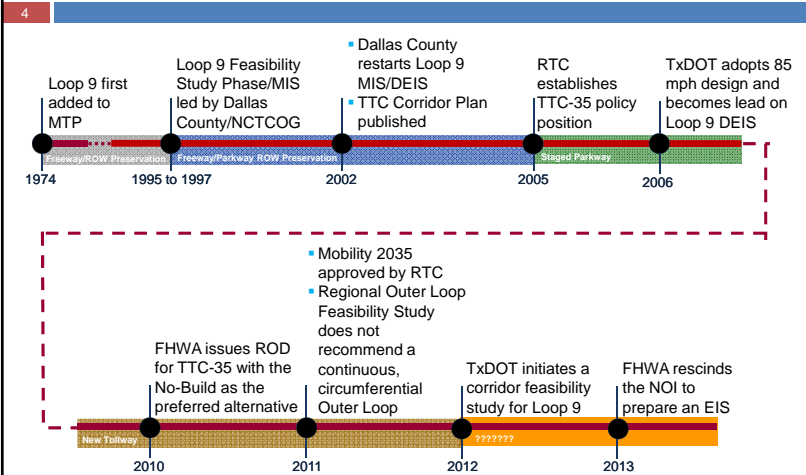 4
Loop 9 first
added to
MTP
Loop 9 Feasibility
Study Phase/MIS
led by Dallas
County/NCTCOG
▪ Dallas County
restarts Loop 9
MIS/DEIS
▪ TTC Corridor Plan
published
RTC
establishes
TTC-35 policy
position
TxDOT adopts 85
mph design and
becomes lead on
Loop 9 DEIS
Freeway/ROW Preservation
Freeway/Parkway ROW Preservation
Staged Parkway
1974
1995 to 1997
2002
2005
2006
FHWA issues ROD
for TTC-35 with the
No-Build as the
preferred alternative
▪ Mobility 2035
approved by RTC
▪ Regional Outer Loop
Feasibility Study
does not
recommend a
continuous,
circumferential
Outer Loop
TxDOT initiates a
corridor feasibility
study for Loop 9
FHWA rescinds
the NOI to
prepare an EIS
New Tollway
???????
2010
2011
2012
2013